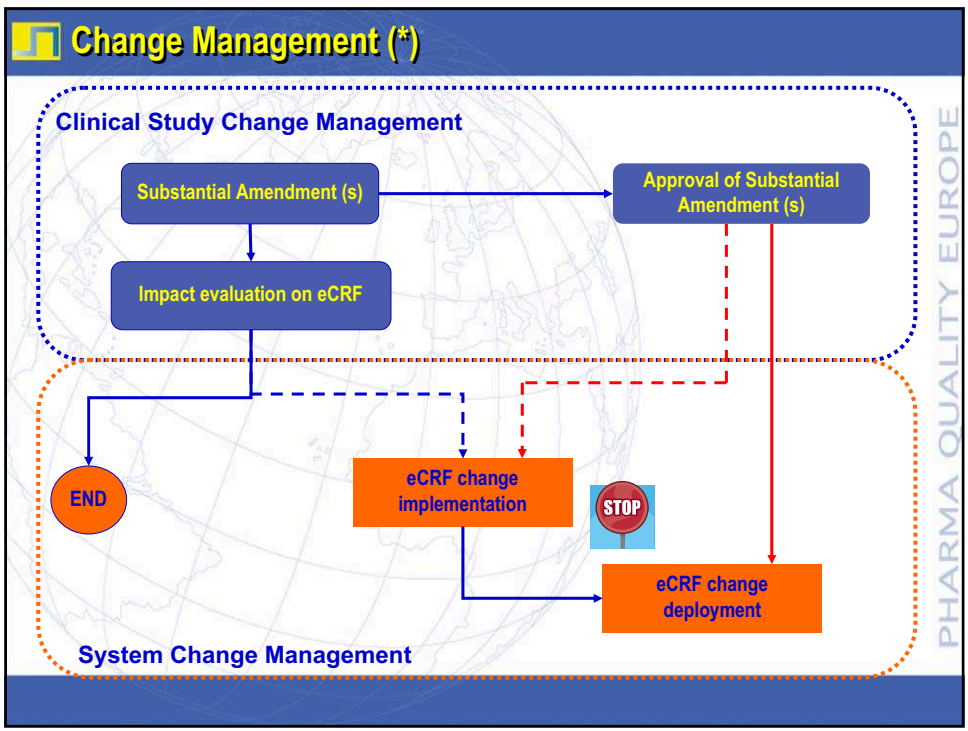 Change Management (*)
Clinical Study Change Management
Substantial Amendment (s)
Approval of Substantial
Amendment (s)
Impact evaluation on eCRF
END
eCRF change
implementation
STOP
eCRF change
deployment
System Change Management
PHARMA QUALITY EUROPE